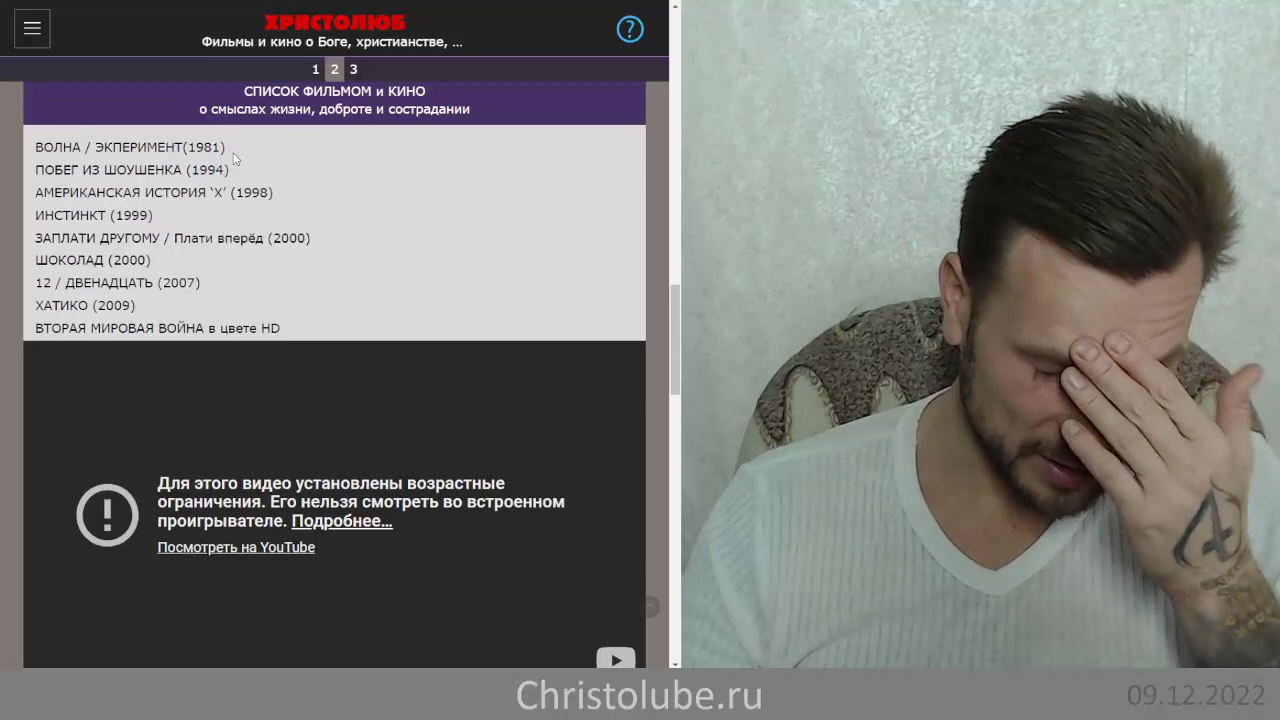 ХРИСТОЛЮБ
Фильмы и кино о Боге, христианстве, ...
1 2 3
СПИСОК ФИЛЬМОМ и КИНО
о смыслах жизни, доброте и сострадании
ВОЛНА / ЭКПЕРИМЕНТ(1981)
ПОБЕГ ИЗ ШОУШЕНКА (1994)
АМЕРИКАНСКАЯ ИСТОРИЯ 'X' (1998)
ИНСТИНКТ (1999)
ЗАПЛАТИ ДРУГОМУ / Плати вперёд (2000)
ШОКОЛАД (2000)
12 / ДВЕНАДЦАТЬ (2007)
ХАТИКО (2009)
ВТОРАЯ МИРОВАЯ ВОЙНА в цвете HD
Для этого видео установлены возрастные
ограничения. Его нельзя смотреть во встроенном
проигрывателе. Подробнее...
Посмотреть на YouTube
Christolube.ru
09.12.2022